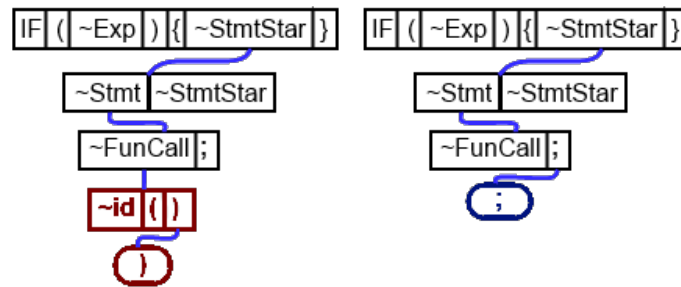 IF ( ~Exp ) { ~StmtStar } IF ( ~Exp ) { ~StmtStar }
~Stmt ~StmtStar ~Stmt ~StmtStar
~FunCall ; ~FunCall ;
~id ( ) ;
)